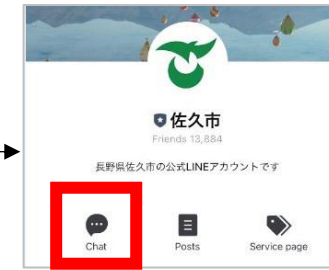 佐久市
Friends 13,884
長野県佐久市の公式LINEアカウントです
Chat
Posts
Service page